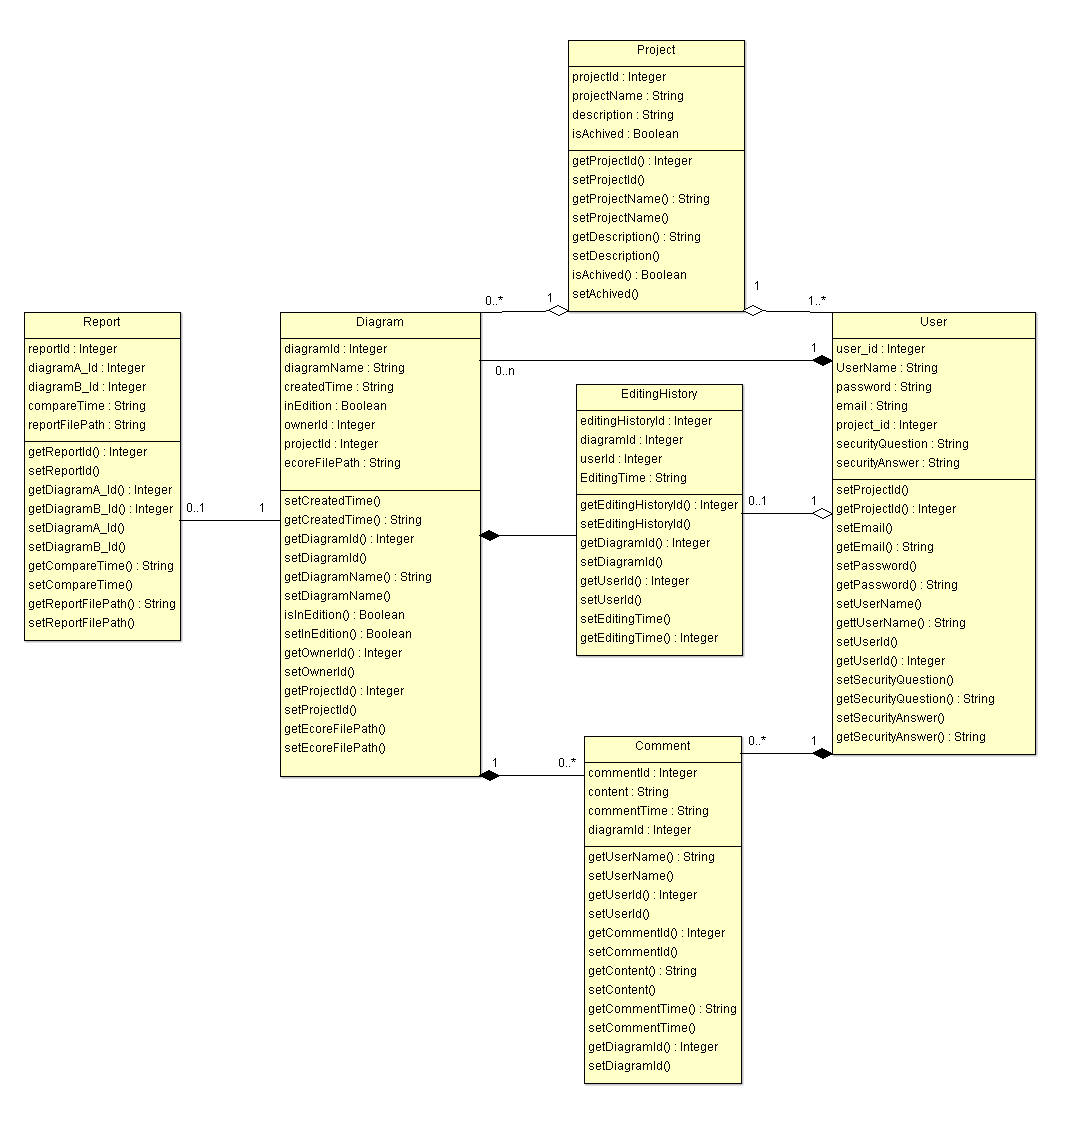 Project
projectId : Integer
projectName : String
description : String
isAchived : Boolean
getProjectId() : Integer
setProjectId()
getProjectName() : String
setProjectName()
getDescription() : String
setDescription()
isAchived() : Boolean
setAchived()
0..*
1
1
1..*
Report
reportId : Integer
diagramA_Id : Integer
diagramB_Id : Integer
compareTime : String
reportFilePath : String
getReportId() : Integer
setReportId()
getDiagramA_Id() : Integer
getDiagramB_Id() : Integer
setDiagramA_Id()
setDiagramB_Id()
getCompareTime() : String
setCompareTime()
getReportFilePath() : String
setReportFilePath()
0..1
1
Diagram
diagramId : Integer
diagramName : String
createdTime : String
inEdition : Boolean
ownerId : Integer
projectId : Integer
ecoreFilePath : String
setCreatedTime()
getCreatedTime() : String
getDiagramId() : Integer
setDiagramId()
getDiagramName() : String
setDiagramName()
isInEdition() : Boolean
setInEdition() : Boolean
getOwnerId() : Integer
setOwnerId()
getProjectId() : Integer
setProjectId()
getEcoreFilePath()
setEcoreFilePath()
0..n
1
EditingHistory
editingHistoryId : Integer
diagramId : Integer
userId : Integer
EditingTime : String
getEditingHistoryId() : Integer
setEditingHistoryId()
getDiagramId() : Integer
setDiagramId()
getUserId() : Integer
setUserId()
setEditingTime()
getEditingTime() : Integer
0..1
1
User
user_id : Integer
UserName : String
password : String
email : String
project_id : Integer
securityQuestion : String
securityAnswer : String
setProjectId()
getProjectId() : Integer
setEmail()
getEmail() : String
setPassword()
getPassword() : String
setUserName()
gettUserName() : String
setUserId()
getUserId() : Integer
setSecurityQuestion()
getSecurityQuestion() : String
setSecurityAnswer()
getSecurityAnswer() : String
1
0..*
0..*
1
Comment
commentId : Integer
content : String
commentTime : String
diagramId : Integer
getUserName() : String
setUserName()
getUserId() : Integer
setUserId()
getCommentId() : Integer
setCommentId()
getContent() : String
setContent()
getCommentTime() : String
setCommentTime()
getDiagramId() : Integer
setDiagramId()